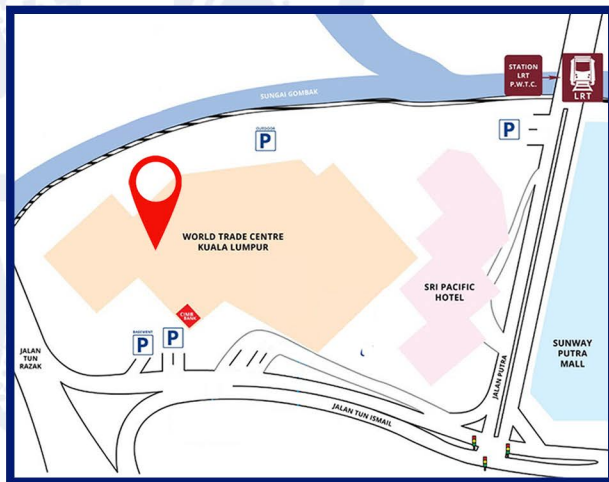 STATION
LRT
P.W.T.C.
LRT
SUNGAI GOMBAK
OUTDOOR
P
P
WORLD TRADE CENTRE
KUALA LUMPUR
SRI PACIFIC
HOTEL
CIMB
BANK
BASEMENT
P
P
JALAN
TUN
RAZAK
SUNWAY
PUTRA
MALL
JALAN PUTRA
JALAN TUN ISMAIL